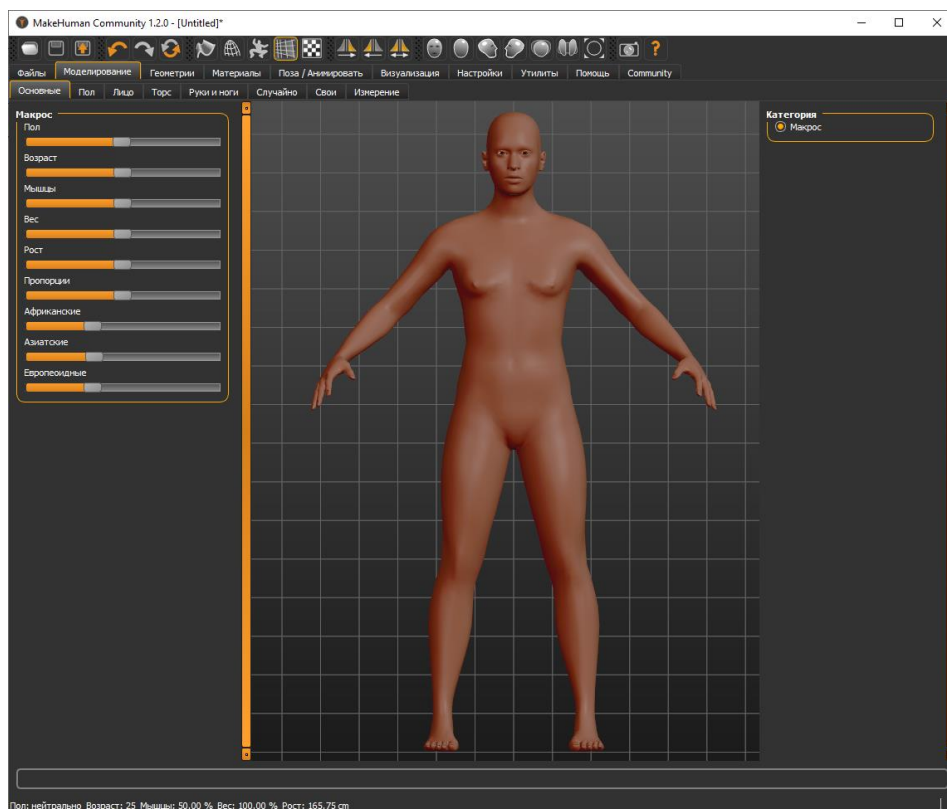 MakeHuman Community 1.2.0 - [Untitled]*
Файлы Моделирование Геометрии Материалы Поза / Анимировать Визуализация Настройки Утилиты Помощь Community
Основные Пол Лицо Торс Руки и ноги Случайно Свои Измерение
Макрос
Пол
Возраст
Мышцы
Вес
Рост
Пропорции
Африканские
Азиатские
Европеоидные
Категория
Макрос
Пол: нейтрально Возраст: 25 Мышцы: 50.00 % Вес: 100.00 % Рост: 165.75 cm